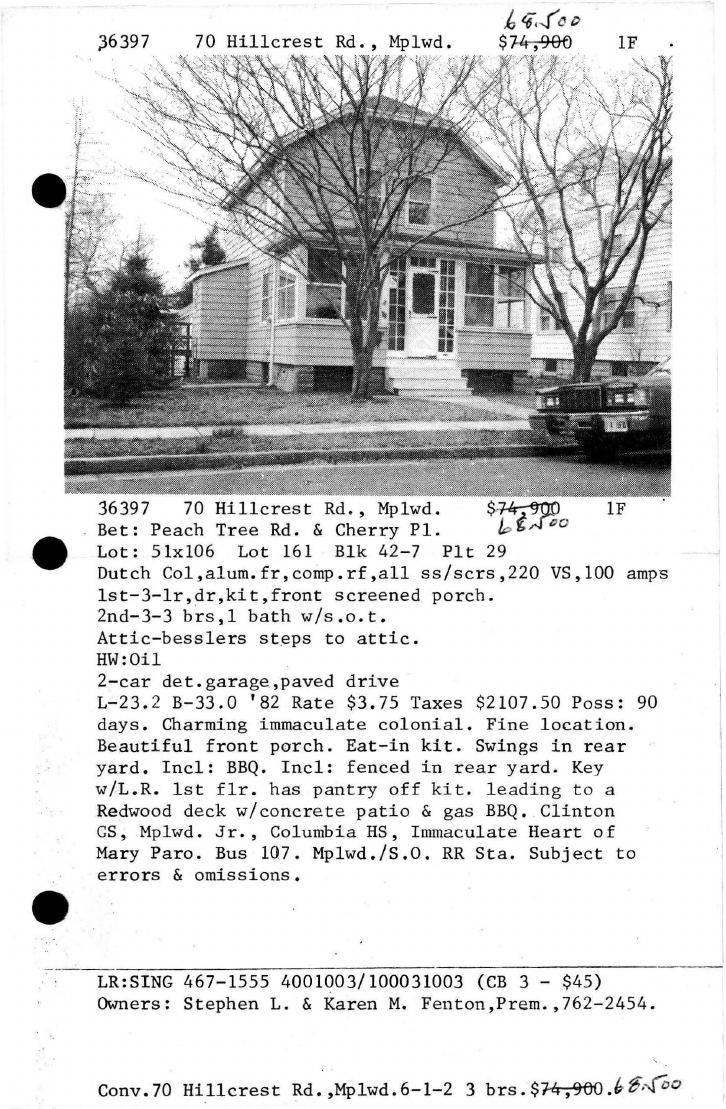 68.500
36397 70 Hillcrest Rd., Mplwd. $74,900 1F
36397 70 Hillcrest Rd., Mplwd. $74,900 1F
Bet: Peach Tree Rd. & Cherry Pl. 68.500
Lot: 51x106 Lot 161 Blk 42-7 Plt 29
Dutch Col,alum.fr,comp.rf,all ss/scrs,220 VS,100 amps
1st-3-lr,dr,kit,front screened porch.
2nd-3-3 brs,1 bath w/s.o.t.
Attic-besslers steps to attic.
HW:Oil
2-car det.garage,paved drive
L-23.2 B-33.0 '82 Rate $3.75 Taxes $2107.50 Poss: 90
days. Charming immaculate colonial. Fine location.
Beautiful front porch. Eat-in kit. Swings in rear
yard. Incl: BBQ. Incl: fenced in rear yard. Key
w/L.R. 1st flr. has pantry off kit. leading to a
Redwood deck w/concrete patio & gas BBQ. Clinton
GS, Mplwd. Jr., Columbia HS, Immaculate Heart of
Mary Paro. Bus 107. Mplwd./S.O. RR Sta. Subject to
errors & omissions.
LR:SING 467-1555 4001003/100031003 (CB 3 - $45)
Owners: Stephen L. & Karen M. Fenton,Prem.,762-2454.
Conv.70 Hillcrest Rd.,Mplwd.6-1-2 3 brs.$74,900.68.500